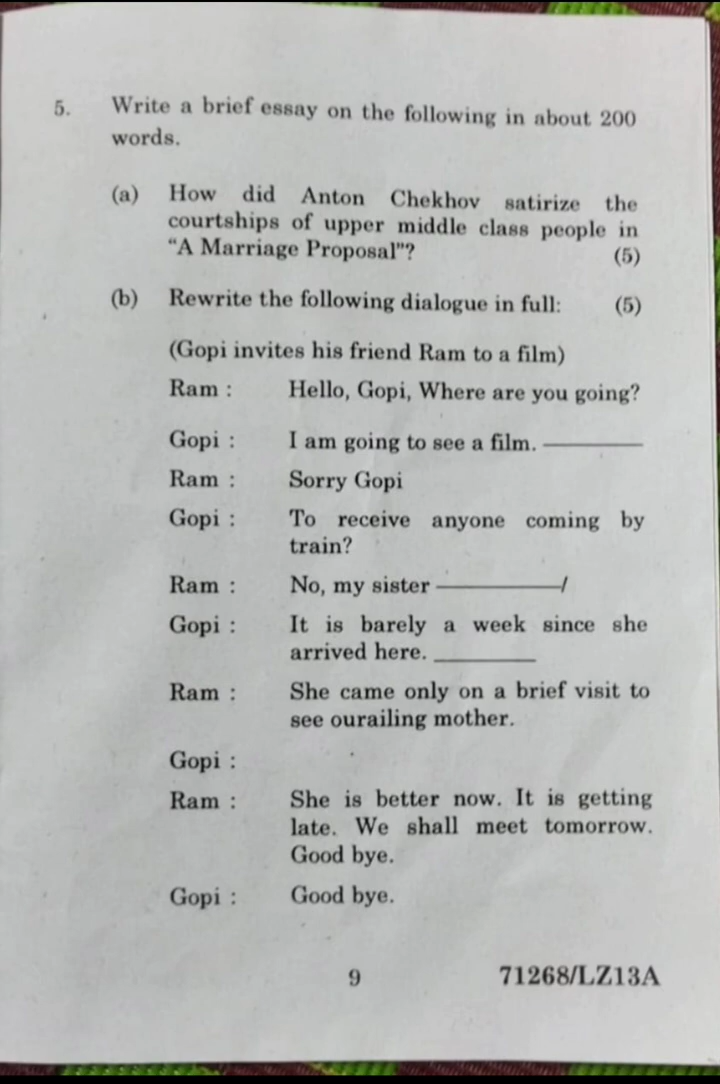 5. Write a brief essay on the following in about 200
words.
(a) How did Anton Chekhov satirize the
courtships of upper middle class people in
"A Marriage Proposal"? (5)
(b) Rewrite the following dialogue in full: (5)
(Gopi invites his friend Ram to a film)
Ram : Hello, Gopi, Where are you going?
Gopi : I am going to see a film. ————
Ram : Sorry Gopi
Gopi : To receive anyone coming by
train?
Ram : No, my sister —————/
Gopi : It is barely a week since she
arrived here. ________
Ram : She came only on a brief visit to
see ourailing mother.
Gopi :
Ram : She is better now. It is getting
late. We shall meet tomorrow.
Good bye.
Gopi : Good bye.
9 71268/LZ13A